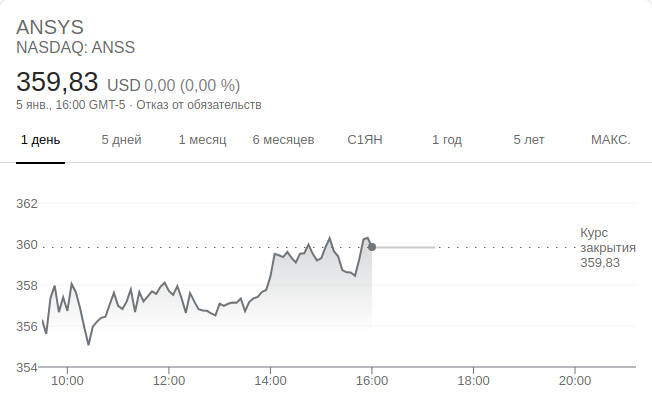 ANSYS
NASDAQ: ANSS
359,83 USD 0,00 (0,00 %)
5 янв., 16:00 GMT-5 · Отказ от обязательств
1 день 5 дней 1 месяц 6 месяцев С1ЯН 1 год 5 лет МАКС.
362
360
358
356
354
Курс
закрытия
359,83
10:00 12:00 14:00 16:00 18:00 20:00